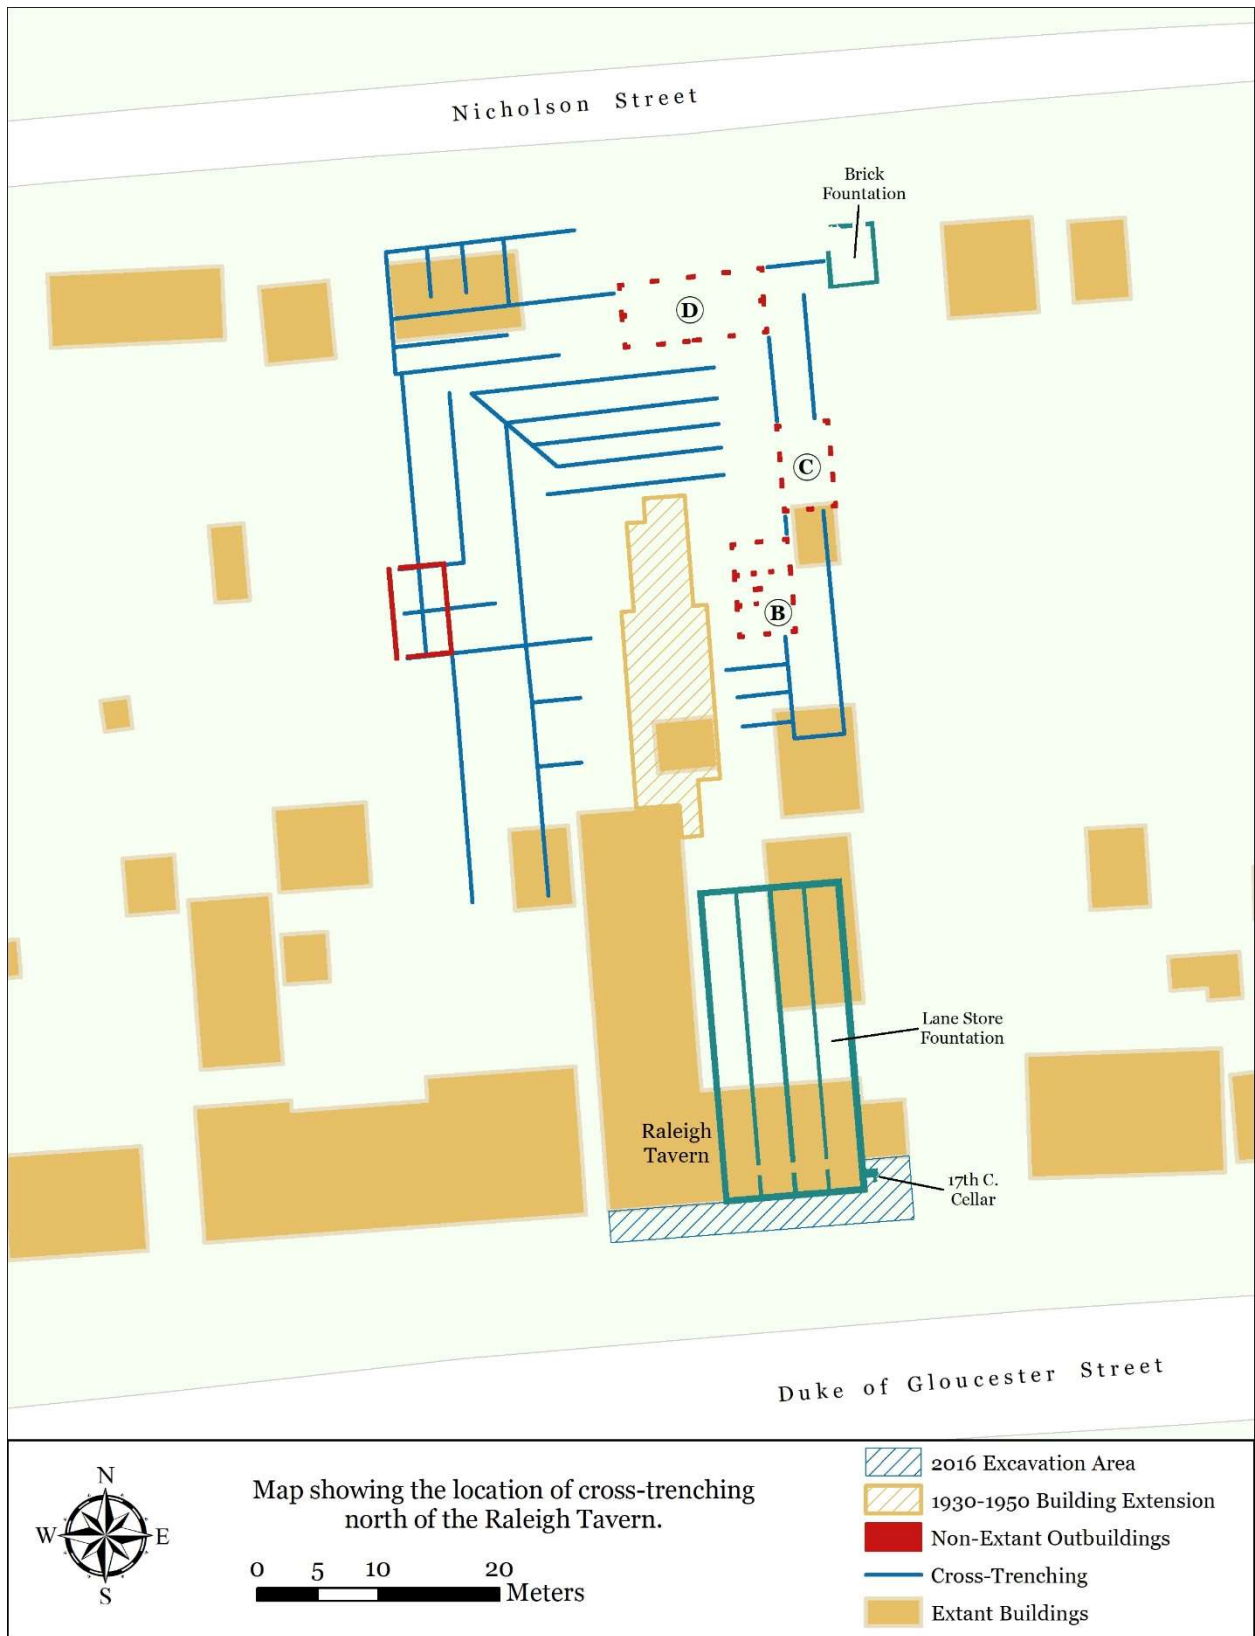 Nicholson Street
Brick
Fountation
D
C
B
Lane Store
Fountation
Raleigh
Tavern
17th C.
Cellar
Duke of Gloucester Street
N
W E
S
Map showing the location of cross-trenching
north of the Raleigh Tavern.
0 5 10 20
Meters
2016 Excavation Area
1930-1950 Building Extension
Non-Extant Outbuildings
Cross-Trenching
Extant Buildings